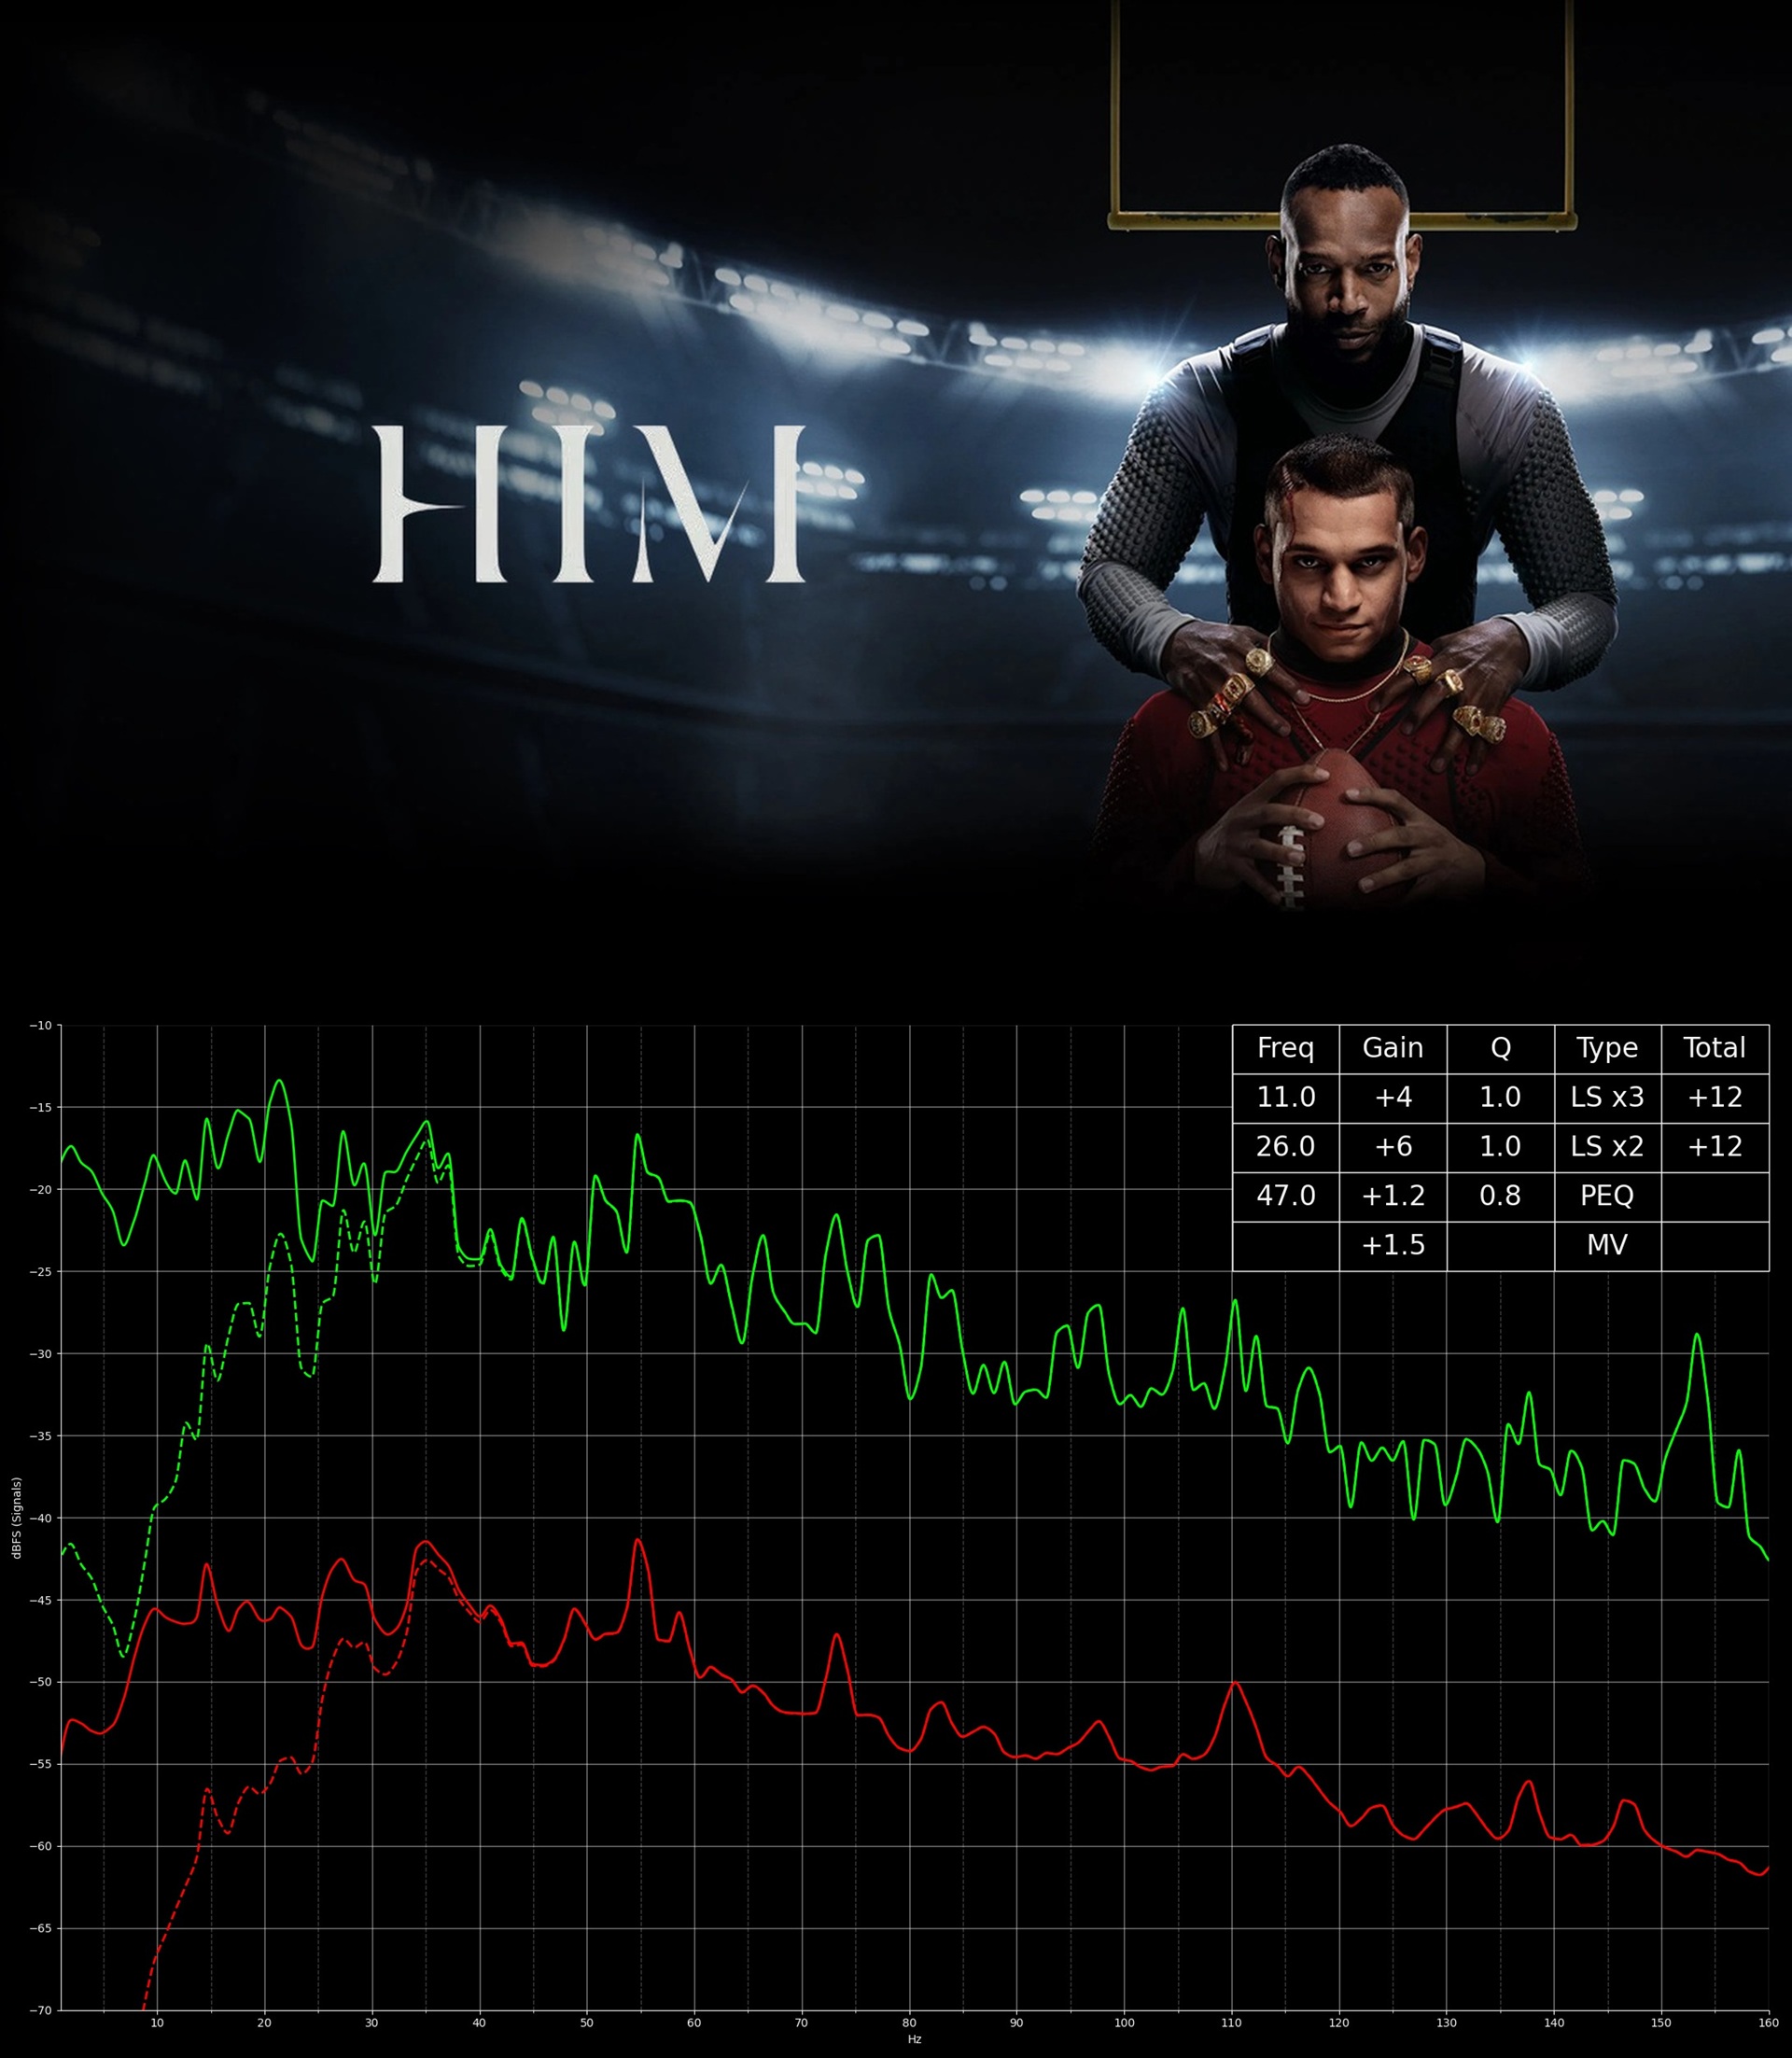 HIM
Freq Gain Q Type Total
11.0 +4 1.0 LS x3 +12
26.0 +6 1.0 LS x2 +12
47.0 +1.2 0.8 PEQ
+1.5 MV
−10
−15
−20
−25
−30
−35
−40
−45
−50
−55
−60
−65
−70
dBFS (Signals)
10 20 30 40 50 60 70 80 90 100 110 120 130 140 150 160
Hz